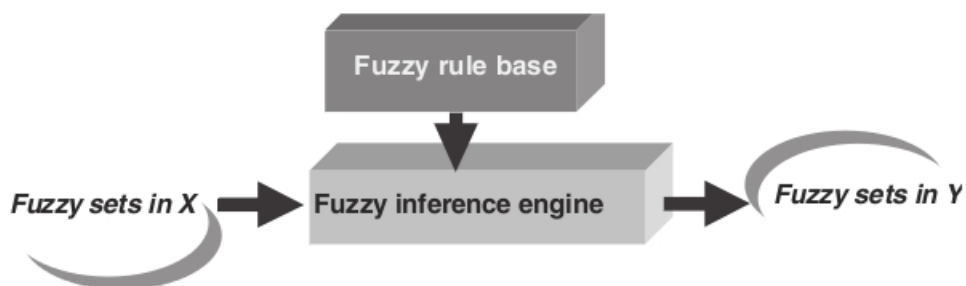 Fuzzy rule base
Fuzzy sets in X
Fuzzy inference engine
Fuzzy sets in Y